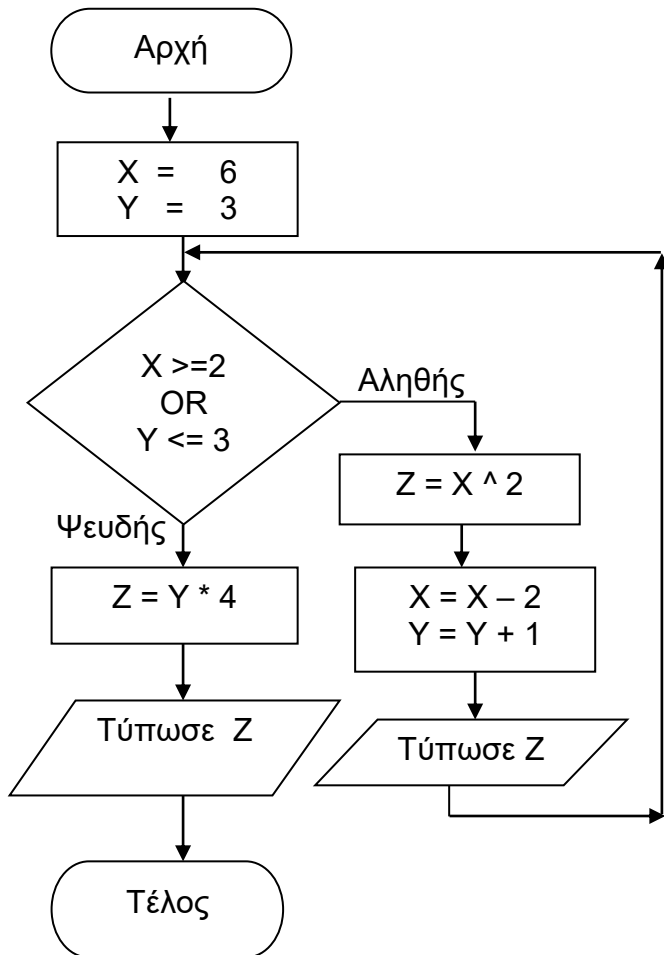 Αρχή
X = 6
Y = 3
X >=2
OR
Y <= 3
Αληθής
Z = X ^ 2
Ψευδής
Z = Y * 4
X = X – 2
Y = Y + 1
Τύπωσε Z
Τύπωσε Z
Τέλος